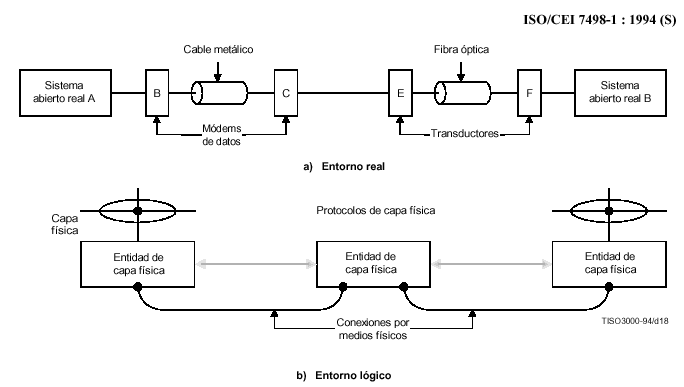 ISO/CEI 7498-1 : 1994 (S)
Cable metálico
Fibra óptica
Sistema
abierto real A
B
C
E
F
Sistema
abierto real B
Módems
de datos
Transductores
a) Entorno real
Capa
física
Protocolos de capa física
Entidad de
capa física
Entidad de
capa física
Entidad de
capa física
Conexiones por
medios físicos
TISO3000-94/d18
b) Entorno lógico